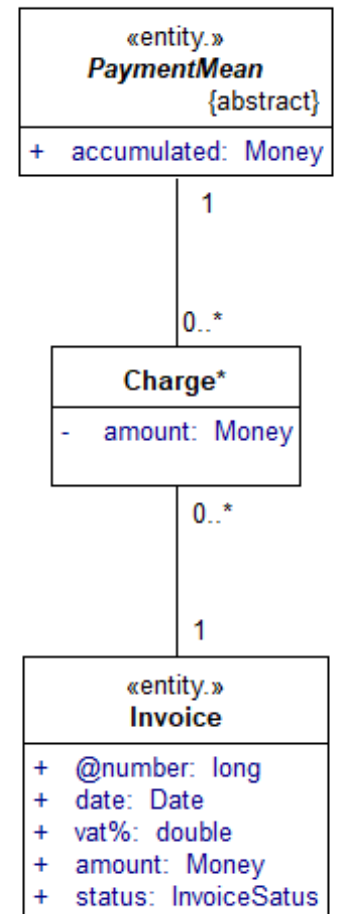 «entity.»
PaymentMean
{abstract}
+ accumulated: Money
1
0..*
Charge*
- amount: Money
0..*
1
«entity.»
Invoice
+ @number: long
+ date: Date
+ vat%: double
+ amount: Money
+ status: InvoiceSatus